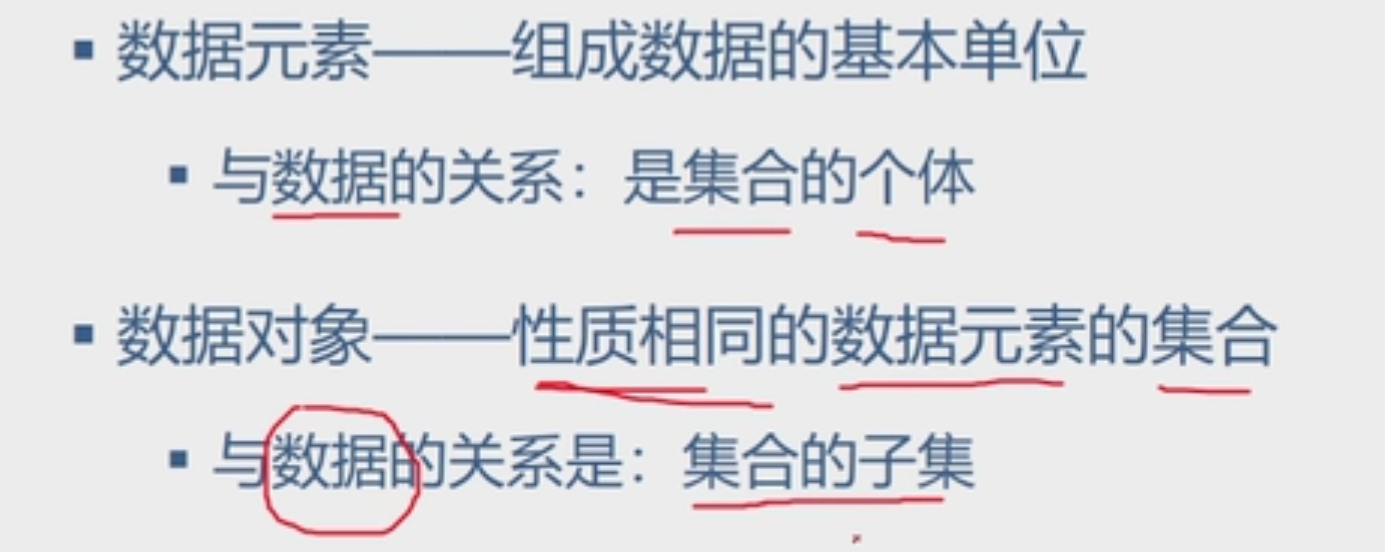 ▪ 数据元素——组成数据的基本单位
▪ 与数据的关系：是集合的个体
▪ 数据对象——性质相同的数据元素的集合
▪ 与数据的关系是：集合的子集